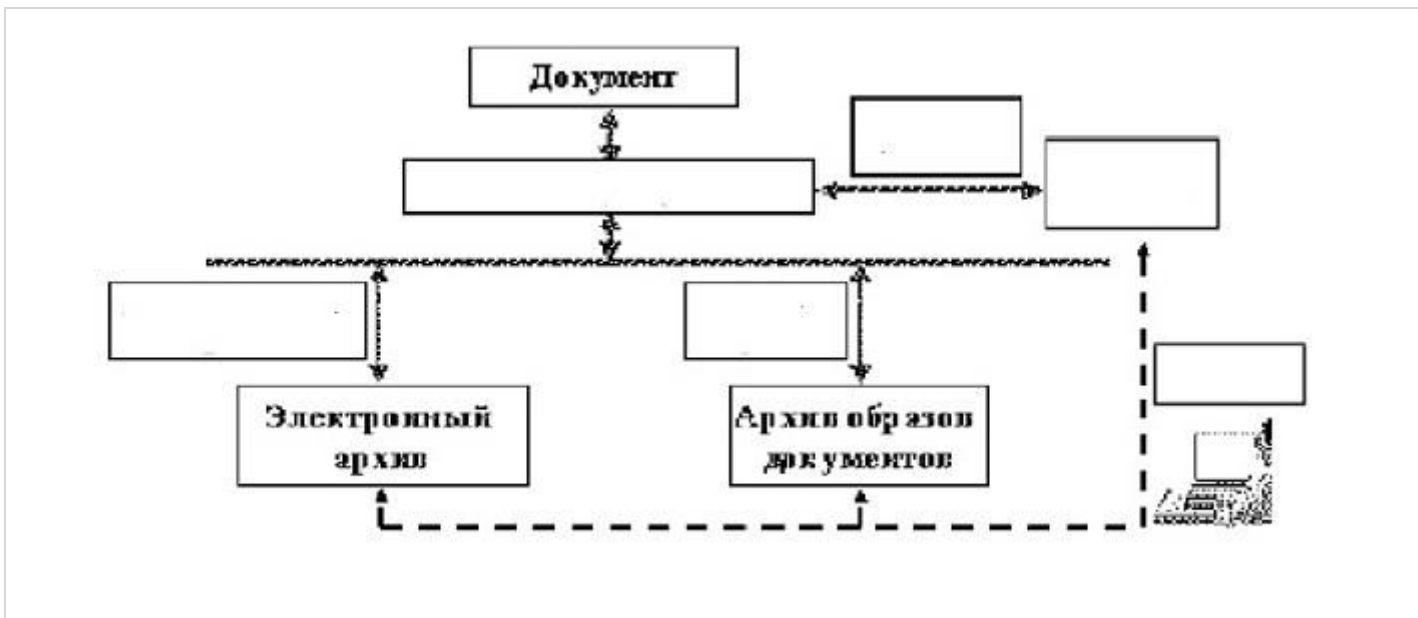 Документ
Электронный
архив
Архив образов
документов